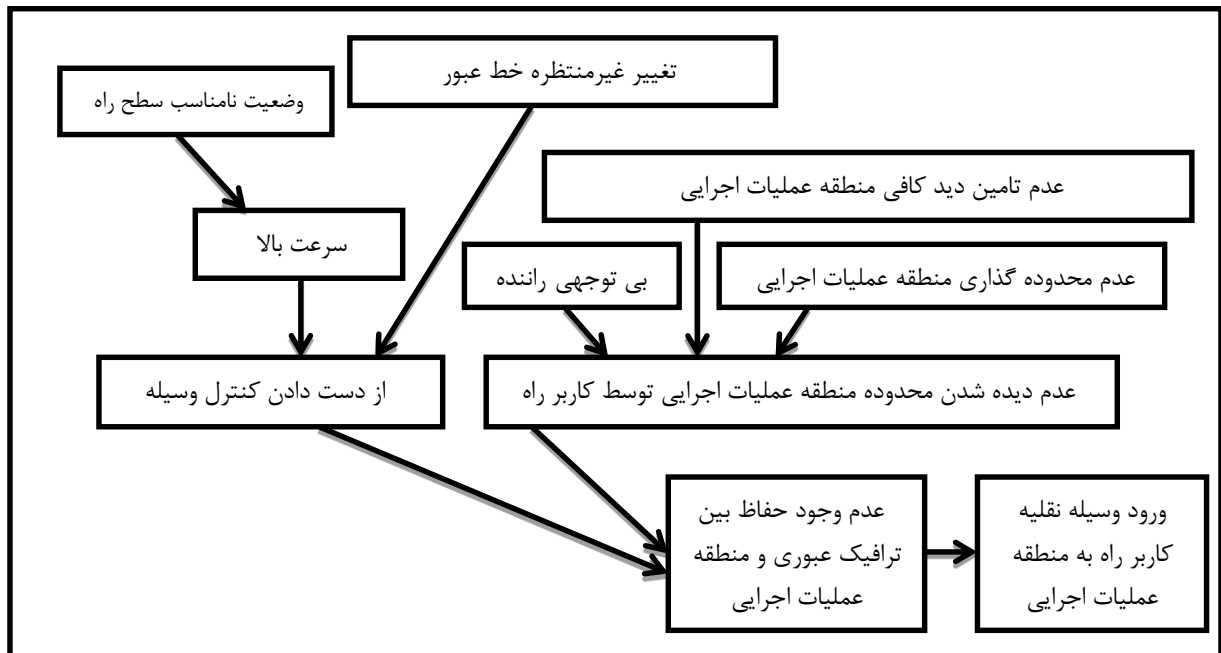 تغییر غیرمنتظره خط عبور
وضعیت نامناسب سطح راه
عدم تامین دید کافی منطقه عملیات اجرایی
سرعت بالا
عدم محدوده گذاری منطقه عملیات اجرایی
بی توجهی راننده
عدم دیده شدن محدوده منطقه عملیات اجرایی توسط کاربر راه
از دست دادن کنترل وسیله
عدم وجود حفاظ بین
ترافیک عبوری و منطقه
عملیات اجرایی
ورود وسیله نقلیه
کاربر راه به منطقه
عملیات اجرایی